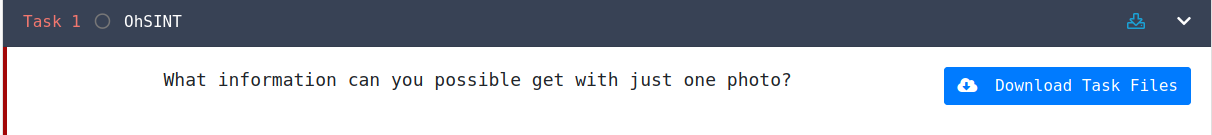 Task 1 OhSINT
What information can you possible get with just one photo?
Download Task Files